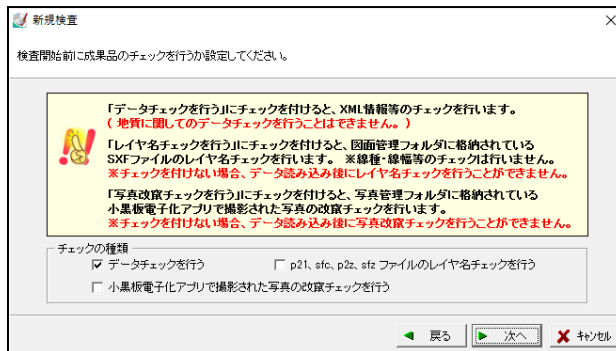 新規検査
検査開始前に成果品のチェックを行うか設定してください。
「データチェックを行う」にチェックを付けると、XML情報等のチェックを行います。
( 地質に関してのデータチェックを行うことはできません。)
「レイヤ名チェックを行う」にチェックを付けると、図面管理フォルダに格納されている
SXFファイルのレイヤ名チェックを行います。 ※線種・線幅等のチェックは行いません。
※チェックを付けない場合、データ読み込み後にレイヤ名チェックを行うことができません。
「写真改竄チェックを行う」にチェックを付けると、写真管理フォルダに格納されている
小黒板電子化アプリで撮影された写真の改竄チェックを行います。
※チェックを付けない場合、データ読み込み後に写真改竄チェックを行うことができません。
チェックの種類
データチェックを行う p21、sfc、p2z、sfz ファイルのレイヤ名チェックを行う
小黒板電子化アプリで撮影された写真の改竄チェックを行う
戻る 次へ キャンセル